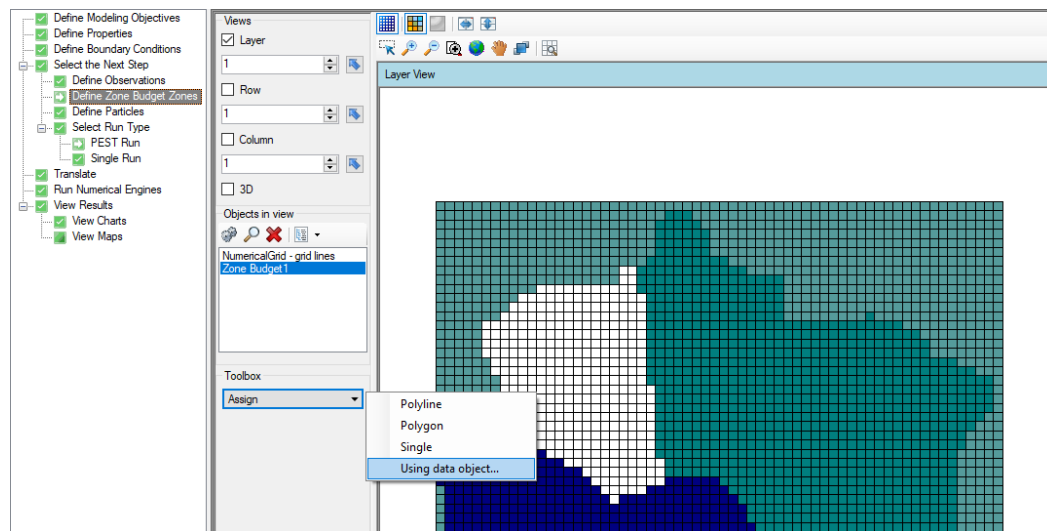 Define Modeling Objectives
Define Properties
Define Boundary Conditions
Select the Next Step
Define Observations
Define Zone Budget Zones
Define Particles
Select Run Type
PEST Run
Single Run
Translate
Run Numerical Engines
View Results
View Charts
View Maps
Views
Layer
1
Row
1
Column
1
3D
Objects in view
NumericalGrid - grid lines
Zone Budget1
Toolbox
Assign
Polyline
Polygon
Single
Using data object...
Layer View